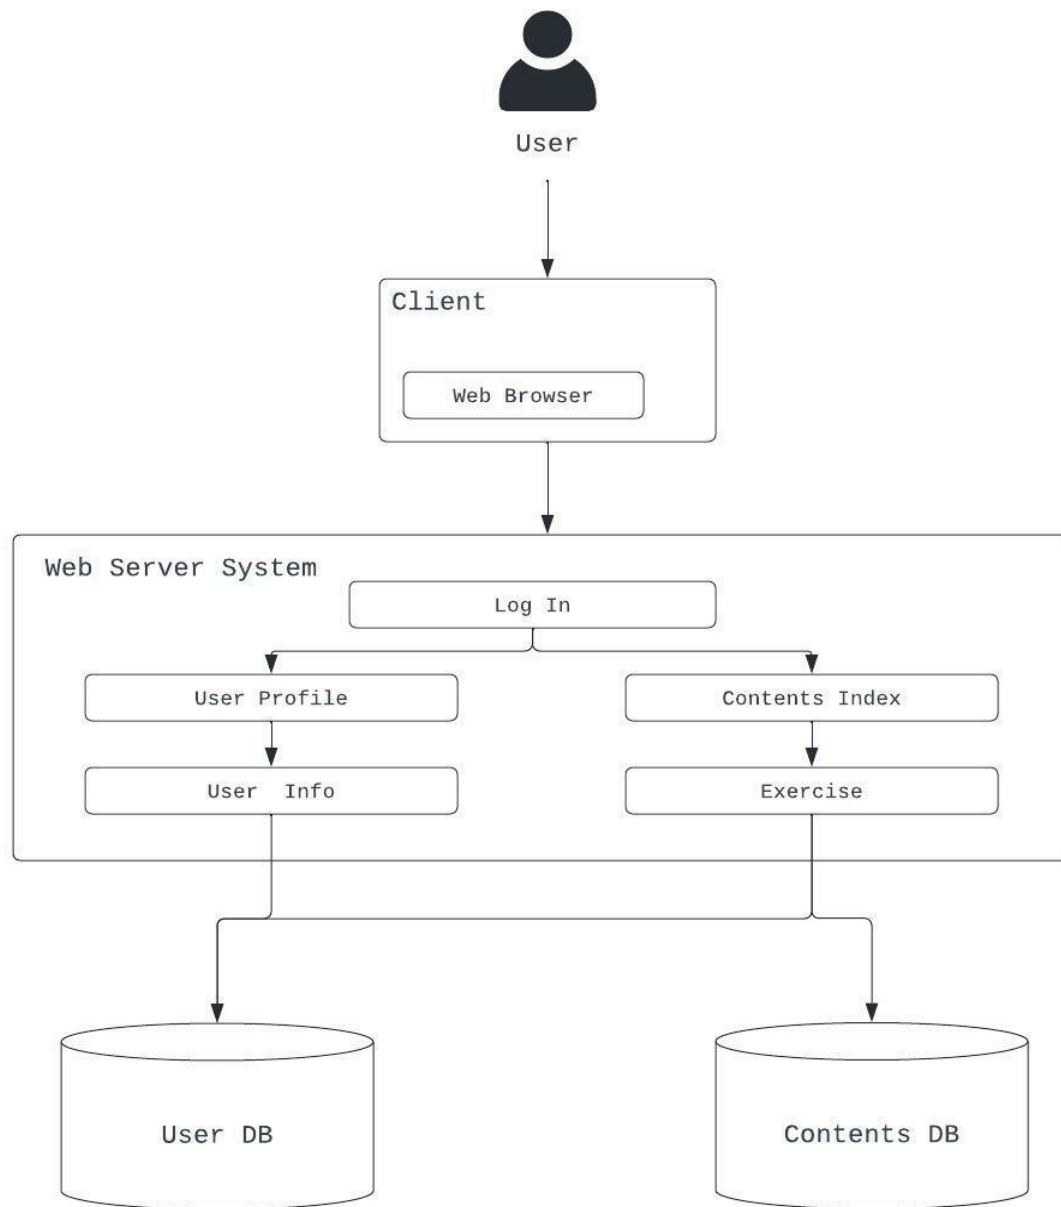 User
Client
Web Browser
Web Server System
Log In
User Profile
Contents Index
User  Info
Exercise
User DB
Contents DB